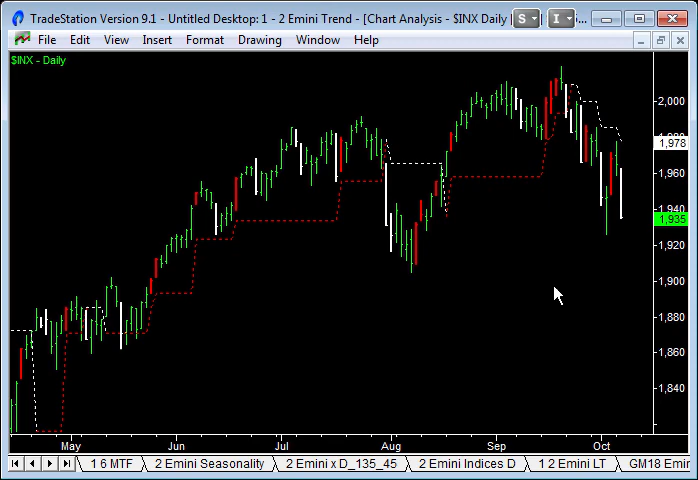 TradeStation Version 9.1 - Untitled Desktop: 1 - 2 Emini Trend - [Chart Analysis - $INX Daily [ S I
File Edit View Insert Format Drawing Window Help
$INX - Daily
2,000
1,978
1,960
1,940
1,935
1,920
1,900
1,880
1,860
1,840
May Jun Jul Aug Sep Oct
1 6 MTF 2 Emini Seasonality 2 Emini x D_135_45 2 Emini Indices D 1 2 Emini LT GM18 Emin